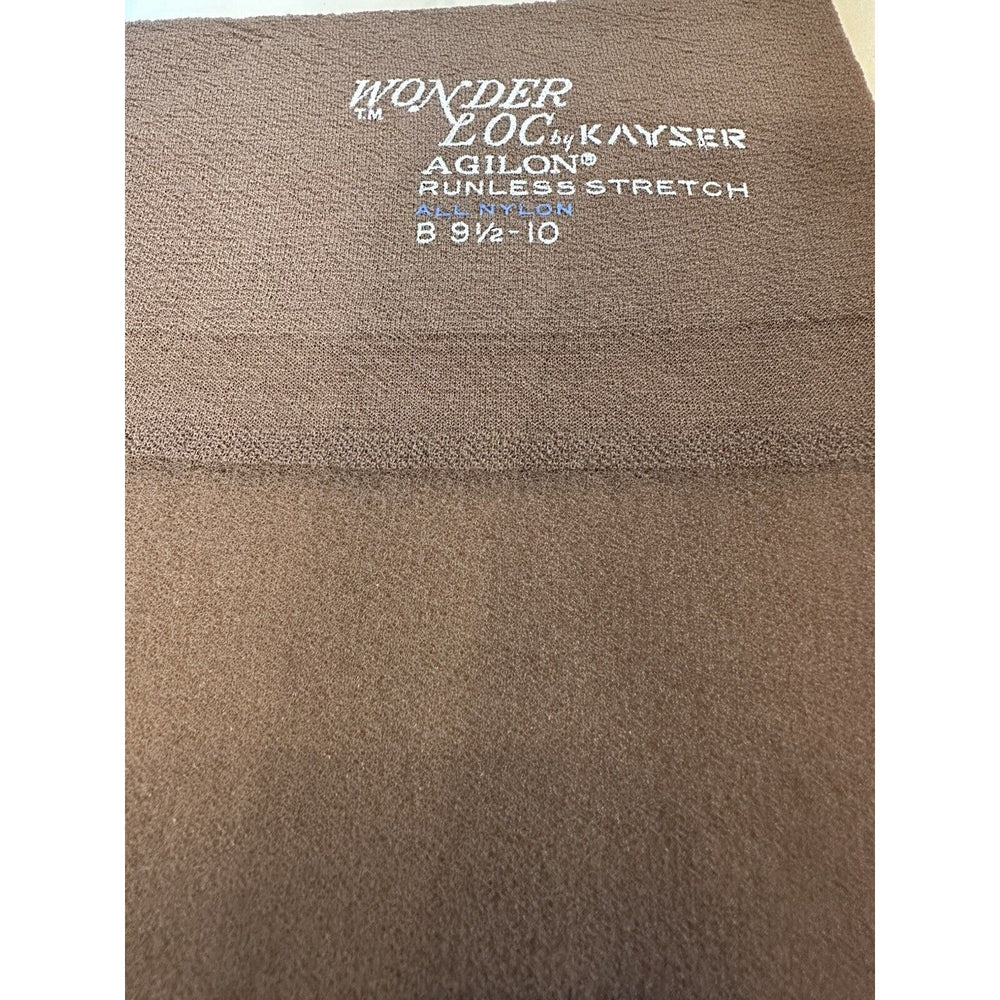 WONDER
T.M. LOC by KAYSER
AGILON®
RUNLESS STRETCH
ALL NYLON
B 9½-10